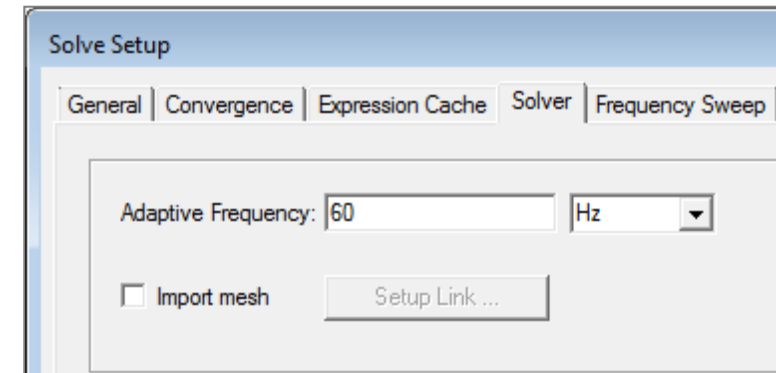 Solve Setup
General Convergence Expression Cache Solver Frequency Sweep
Adaptive Frequency: 60 Hz
Import mesh Setup Link ...